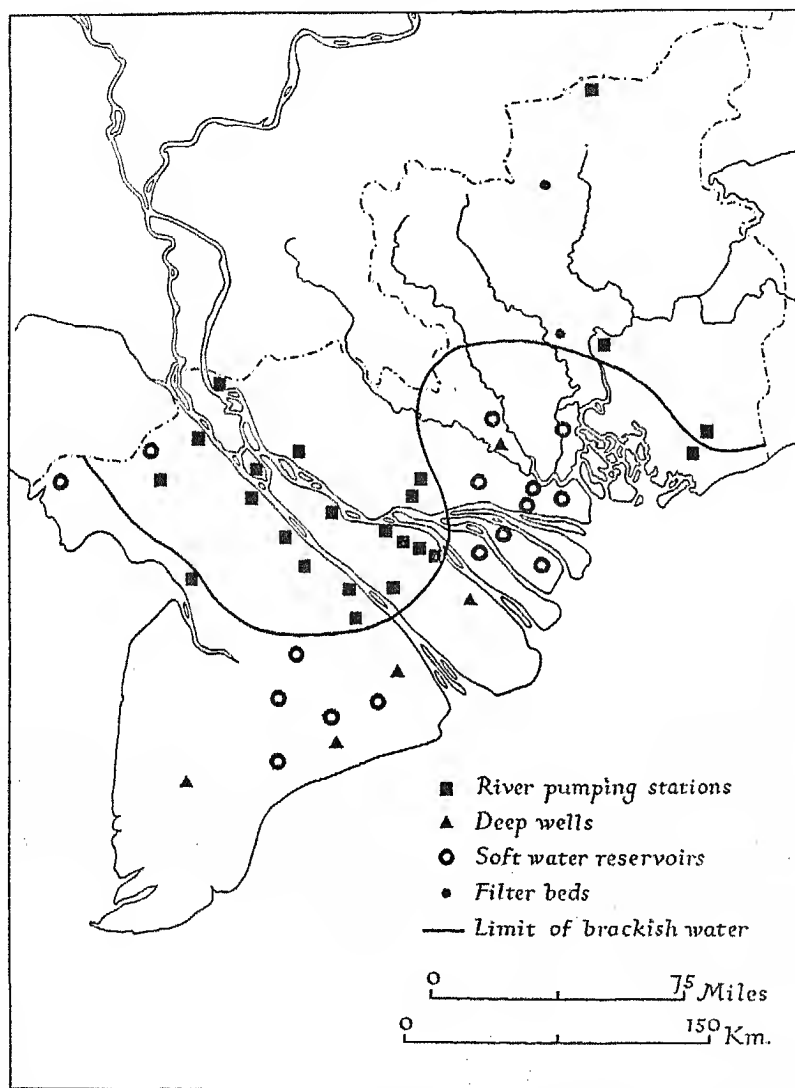 River pumping stations
Deep wells
Soft water reservoirs
Filter beds
Limit of brackish water
0 75 Miles
0 150 Km.